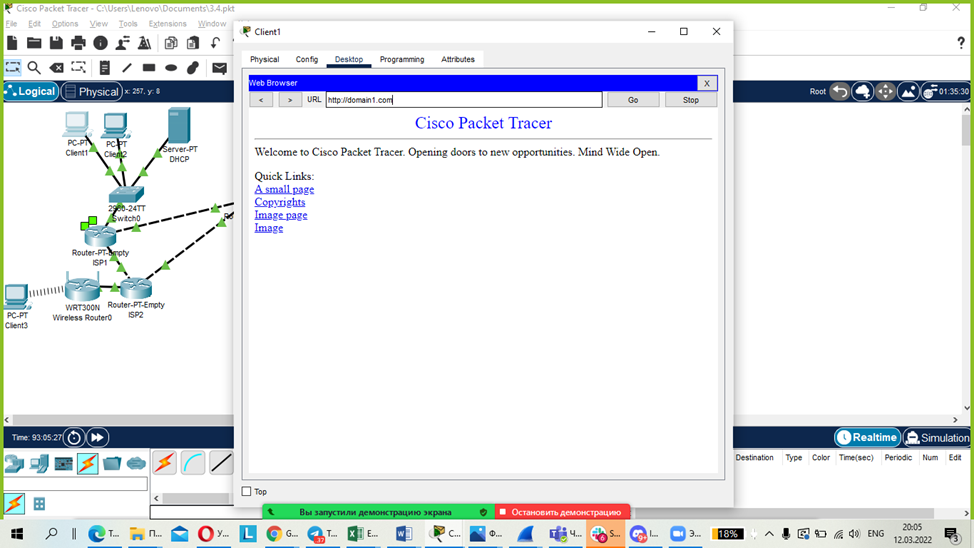 Cisco Packet Tracer - C:\Users\Lenovo\Documents\3.4.pkt
File Edit Options View Tools Extensions Window
Logical Physical x: 257, y: 8
Root 01:35:30
Client1
Physical Config Desktop Programming Attributes
Web Browser X
< > URL http://domain1.com Go Stop
Cisco Packet Tracer
Welcome to Cisco Packet Tracer. Opening doors to new opportunities. Mind Wide Open.
Quick Links:
A small page
Copyrights
Image page
Image
Top
PC-PT
Client1
PC-PT
Client2
Server-PT
DHCP
2960-24TT
Switch0
Router-PT-Empty
ISP1
WRT300N
Wireless Router0
Router-PT-Empty
ISP2
PC-PT
Client3
Time: 93:05:27
Realtime Simulation
Destination Type Color Time(sec) Periodic Num Edit
Вы запустили демонстрацию экрана Остановить демонстрацию
Т... П... У... G... Т... E... W... C... Ф... Ч... S... I... Э...
18% ENG 20:05
12.03.2022